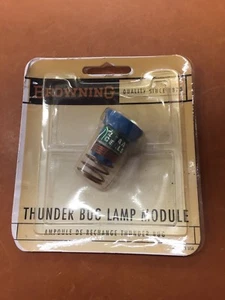 BROWNING
QUALITY SINCE 1878
THUNDER BUG LAMP MODULE
AMPOULE DE RECHANGE THUNDER BUG